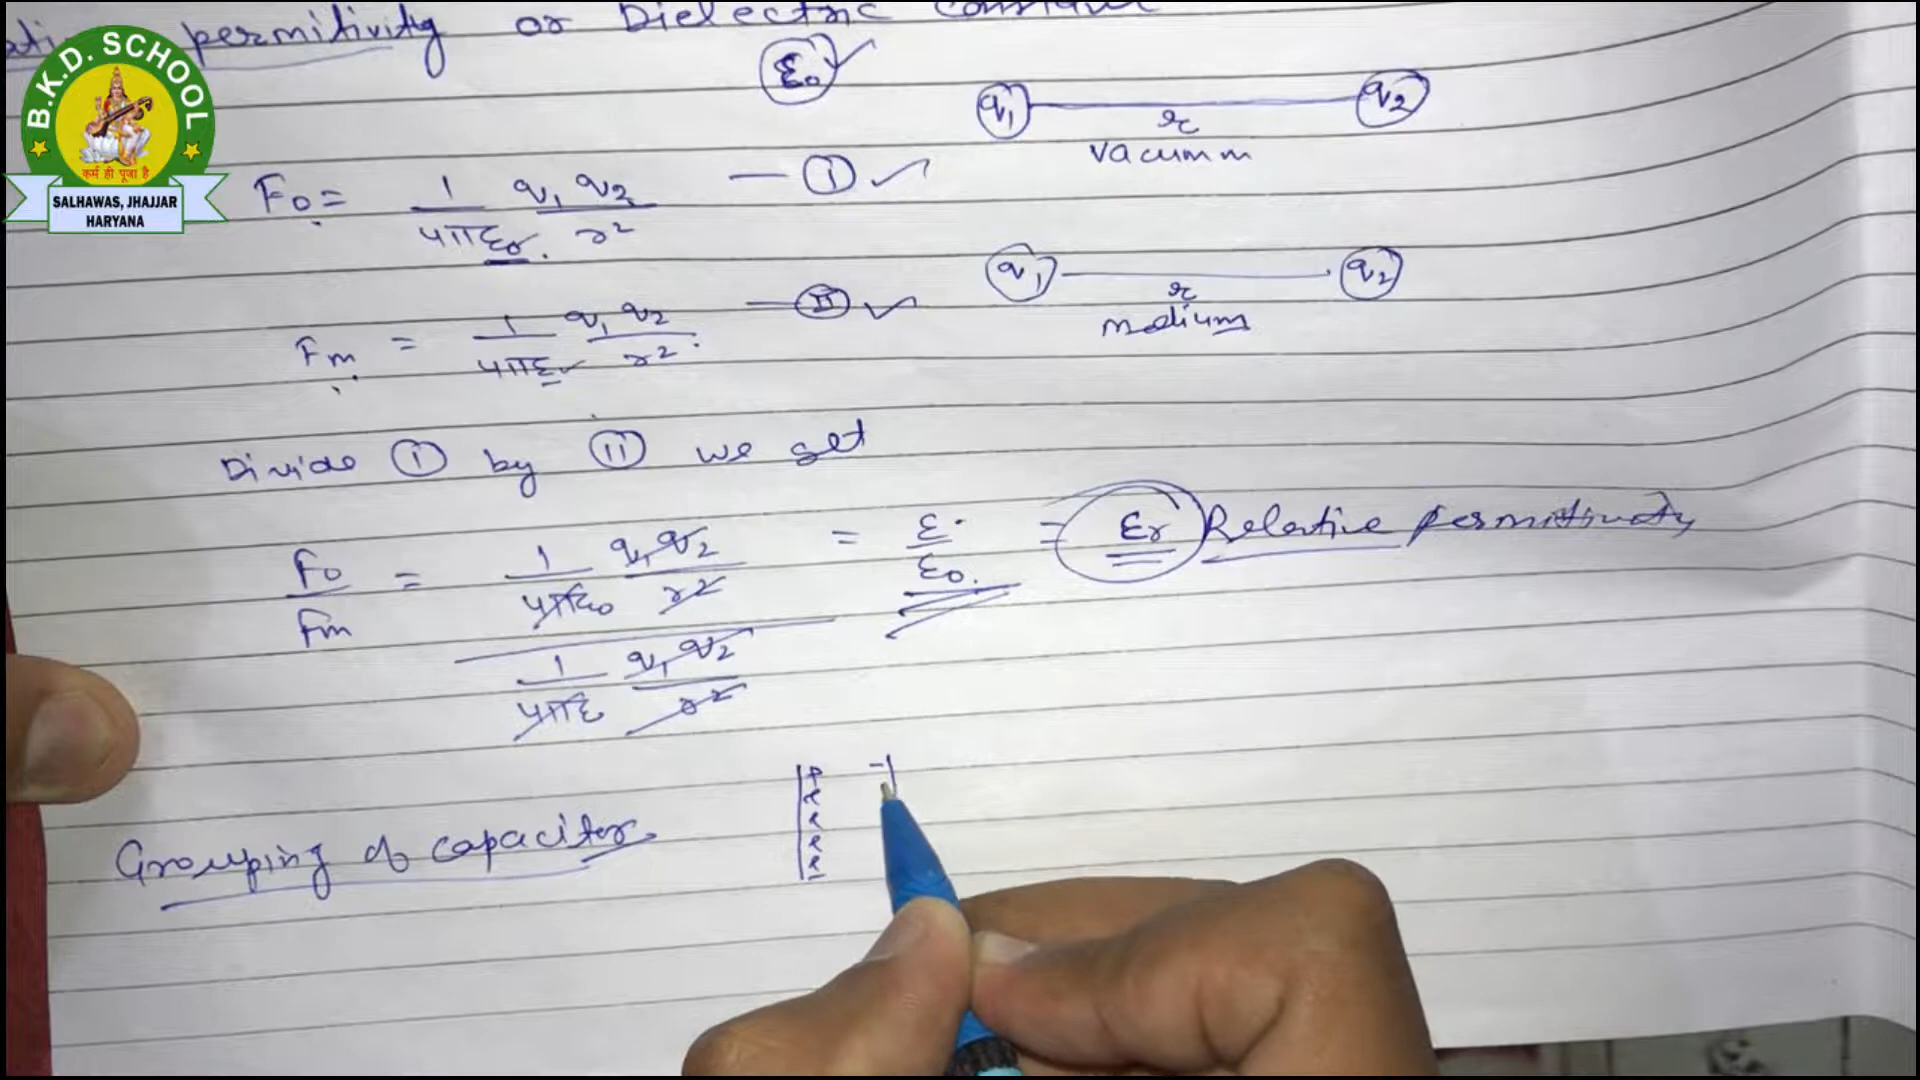 permitivity or Dielectric constant
ε₀
q₁ r q₂
vacumm
F₀ = 1/4πε₀ q₁q₂/r² — I
q₁ r q₂
medium
Fm = 1/4πε q₁q₂/r² — II
Divide I by II we get
F₀/Fm = 1/4πε₀ q₁q₂/r² = ε/ε₀ = εr Relative permitivity
1/4πε q₁q₂/r²
Grouping of capacitor
B.K.D. SCHOOL
कर्म ही पूजा है
SALHAWAS, JHAJJAR
HARYANA